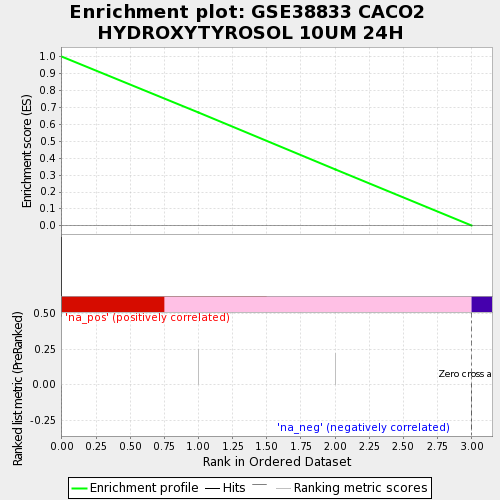 Enrichment plot: GSE38833 CACO2
HYDROXYTYROSOL 10UM 24H
Enrichment score (ES)
1.0
0.9
0.8
0.7
0.6
0.5
0.4
0.3
0.2
0.1
0.0
'na_pos' (positively correlated)
Ranked list metric (PreRanked)
0.50
0.25
0.00
-0.25
Zero cross a
'na_neg' (negatively correlated)
0.00 0.25 0.50 0.75 1.00 1.25 1.50 1.75 2.00 2.25 2.50 2.75 3.00
Rank in Ordered Dataset
Enrichment profile Hits Ranking metric scores